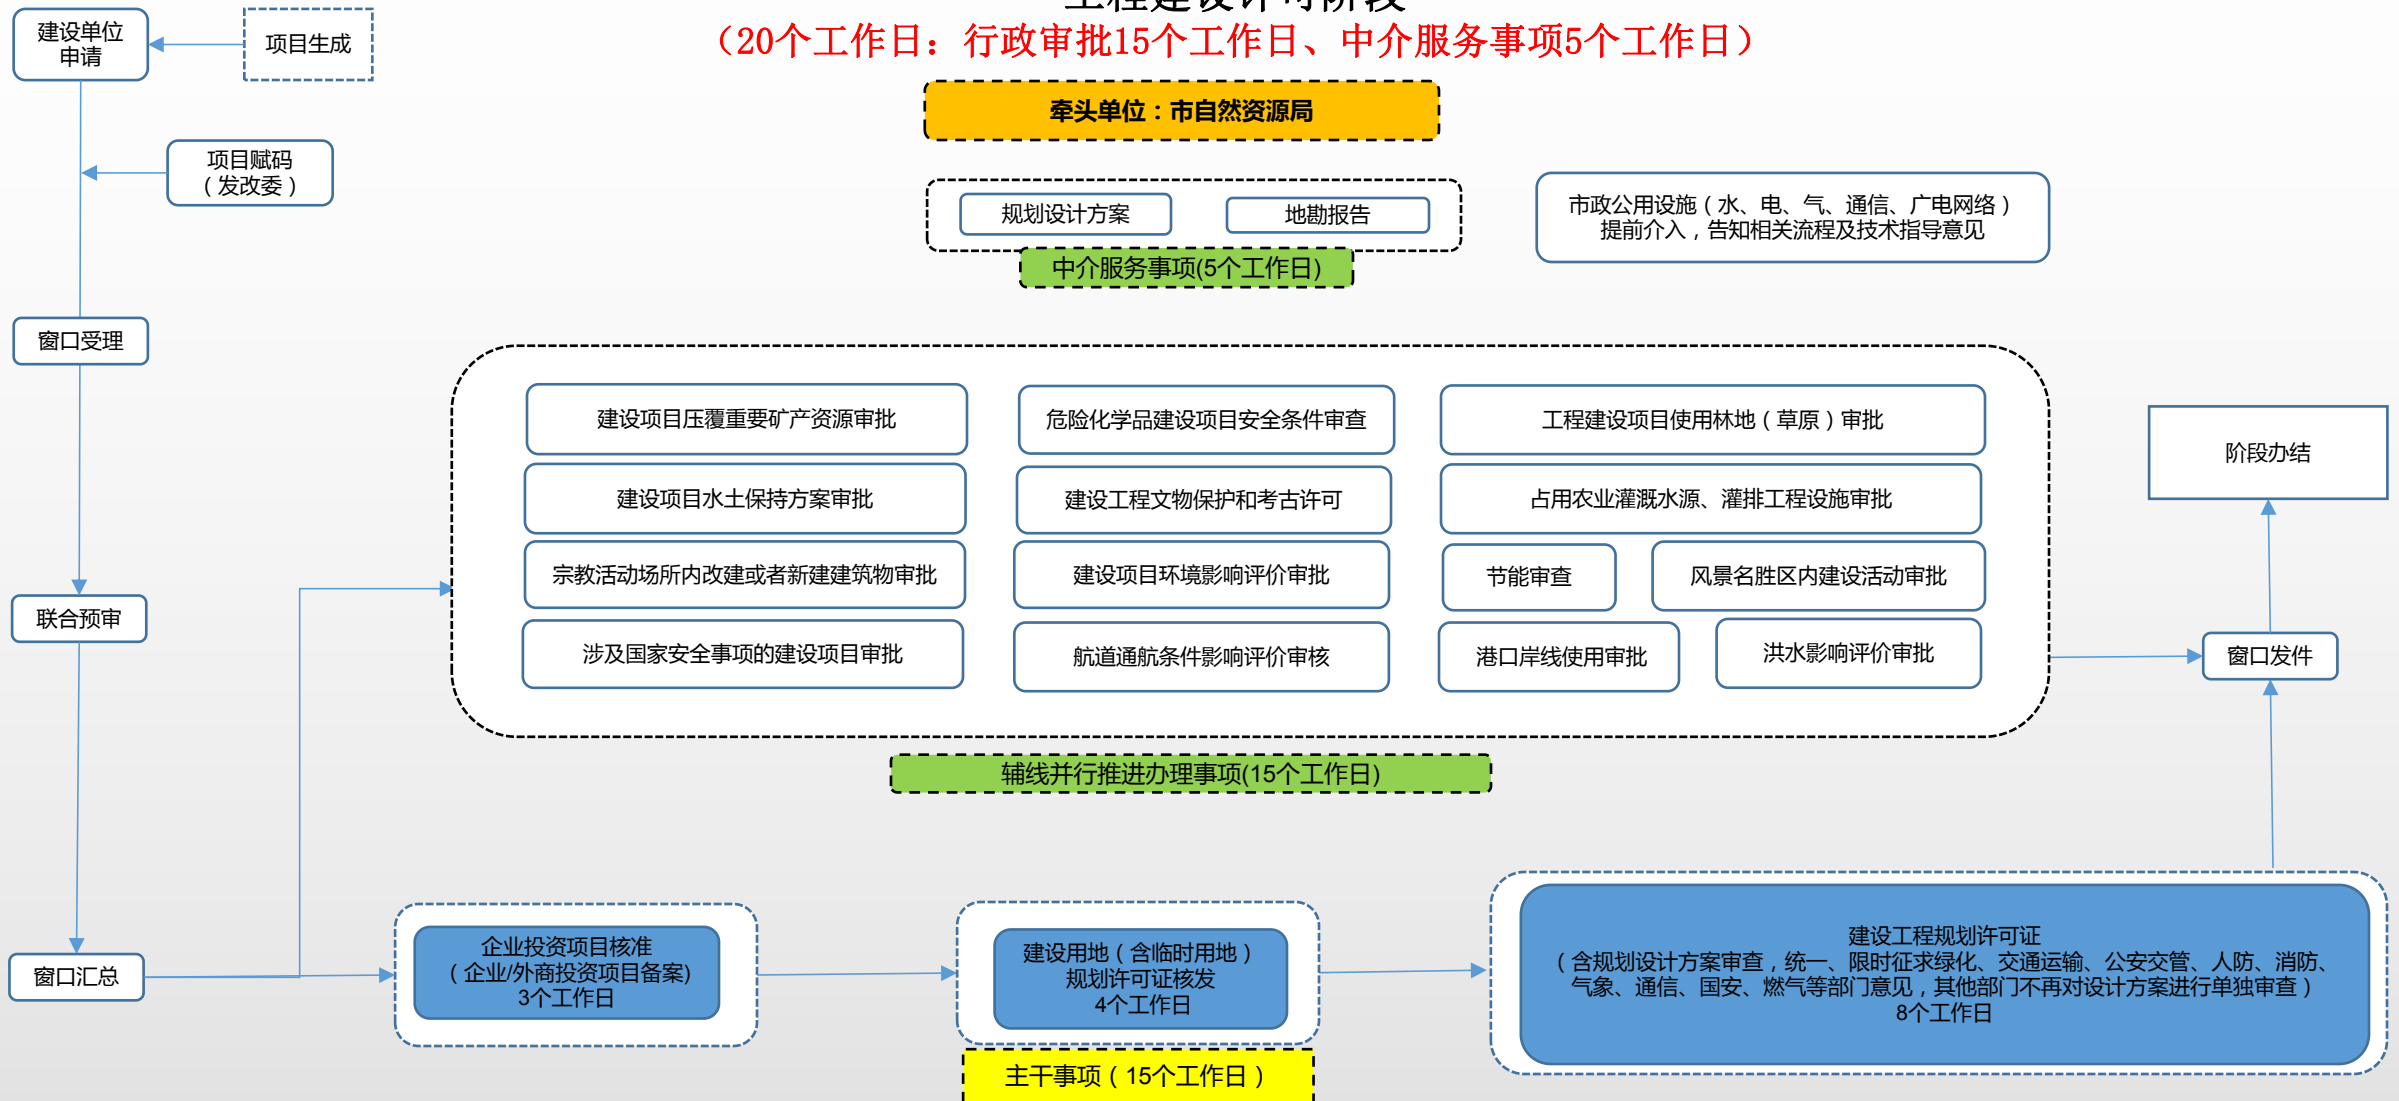 工程建设许可阶段
（20个工作日：行政审批15个工作日、中介服务事项5个工作日）
建设单位
申请
项目生成
牵头单位：市自然资源局
项目赋码
（发改委）
规划设计方案
地勘报告
市政公用设施（水、电、气、通信、广电网络）
提前介入，告知相关流程及技术指导意见
中介服务事项(5个工作日)
窗口受理
建设项目压覆重要矿产资源审批
危险化学品建设项目安全条件审查
工程建设项目使用林地（草原）审批
阶段办结
建设项目水土保持方案审批
建设工程文物保护和考古许可
占用农业灌溉水源、灌排工程设施审批
宗教活动场所内改建或者新建建筑物审批
建设项目环境影响评价审批
节能审查
风景名胜区内建设活动审批
联合预审
涉及国家安全事项的建设项目审批
航道通航条件影响评价审核
港口岸线使用审批
洪水影响评价审批
窗口发件
辅线并行推进办理事项(15个工作日)
窗口汇总
企业投资项目核准
（企业/外商投资项目备案)
3个工作日
建设用地（含临时用地）
规划许可证核发
4个工作日
建设工程规划许可证
（含规划设计方案审查，统一、限时征求绿化、交通运输、公安交管、人防、消防、
气象、通信、国安、燃气等部门意见，其他部门不再对设计方案进行单独审查）
8个工作日
主干事项（15个工作日）